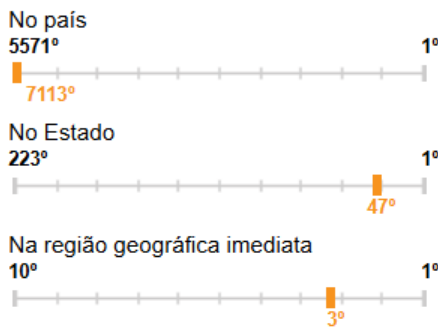 No país
5571º 1º
7113º
No Estado
223º 1º
47º
Na região geográfica imediata
10º 1º
3º